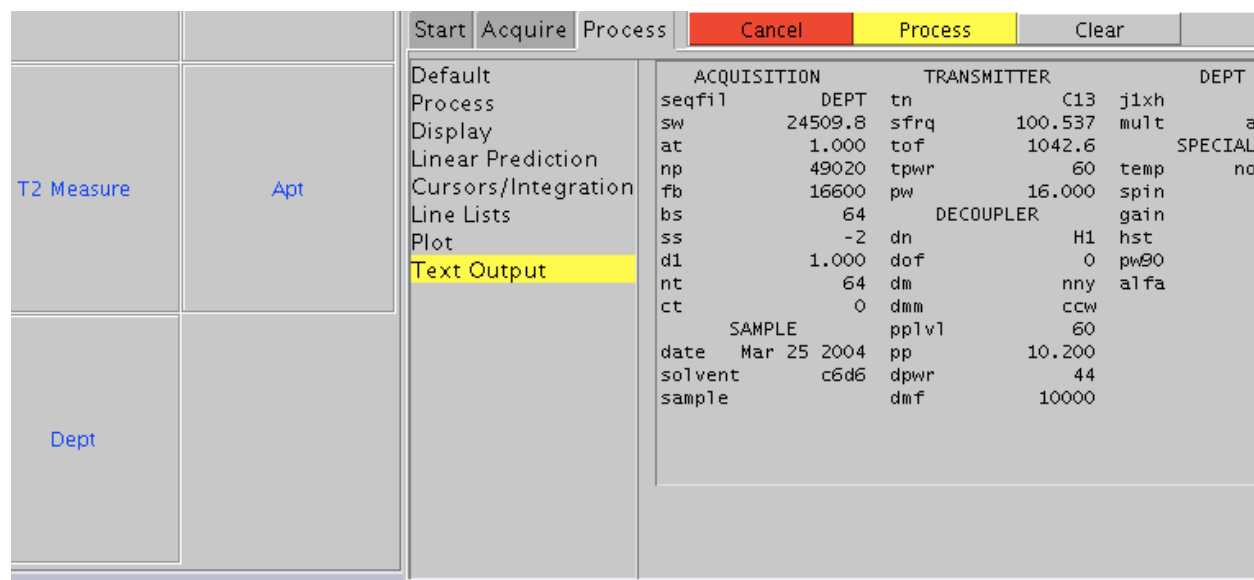 Start Acquire Process Cancel Process Clear
T2 Measure Apt
Dept
Default
Process
Display
Linear Prediction
Cursors/Integration
Line Lists
Plot
Text Output
ACQUISITION TRANSMITTER DEPT
seqfil DEPT tn C13 j1xh
sw 24509.8 sfrq 100.537 mult
at 1.000 tof 1042.6 SPECIAL
np 49020 tpwr 60 temp
fb 16600 pw 16.000 spin
bs 64 DECOUPLER gain
ss -2 dn H1 hst
d1 1.000 dof 0 pw90
nt 64 dm nny alfa
ct 0 dmm ccw
SAMPLE pplvl 60
date Mar 25 2004 pp 10.200
solvent c6d6 dpwr 44
sample dmf 10000